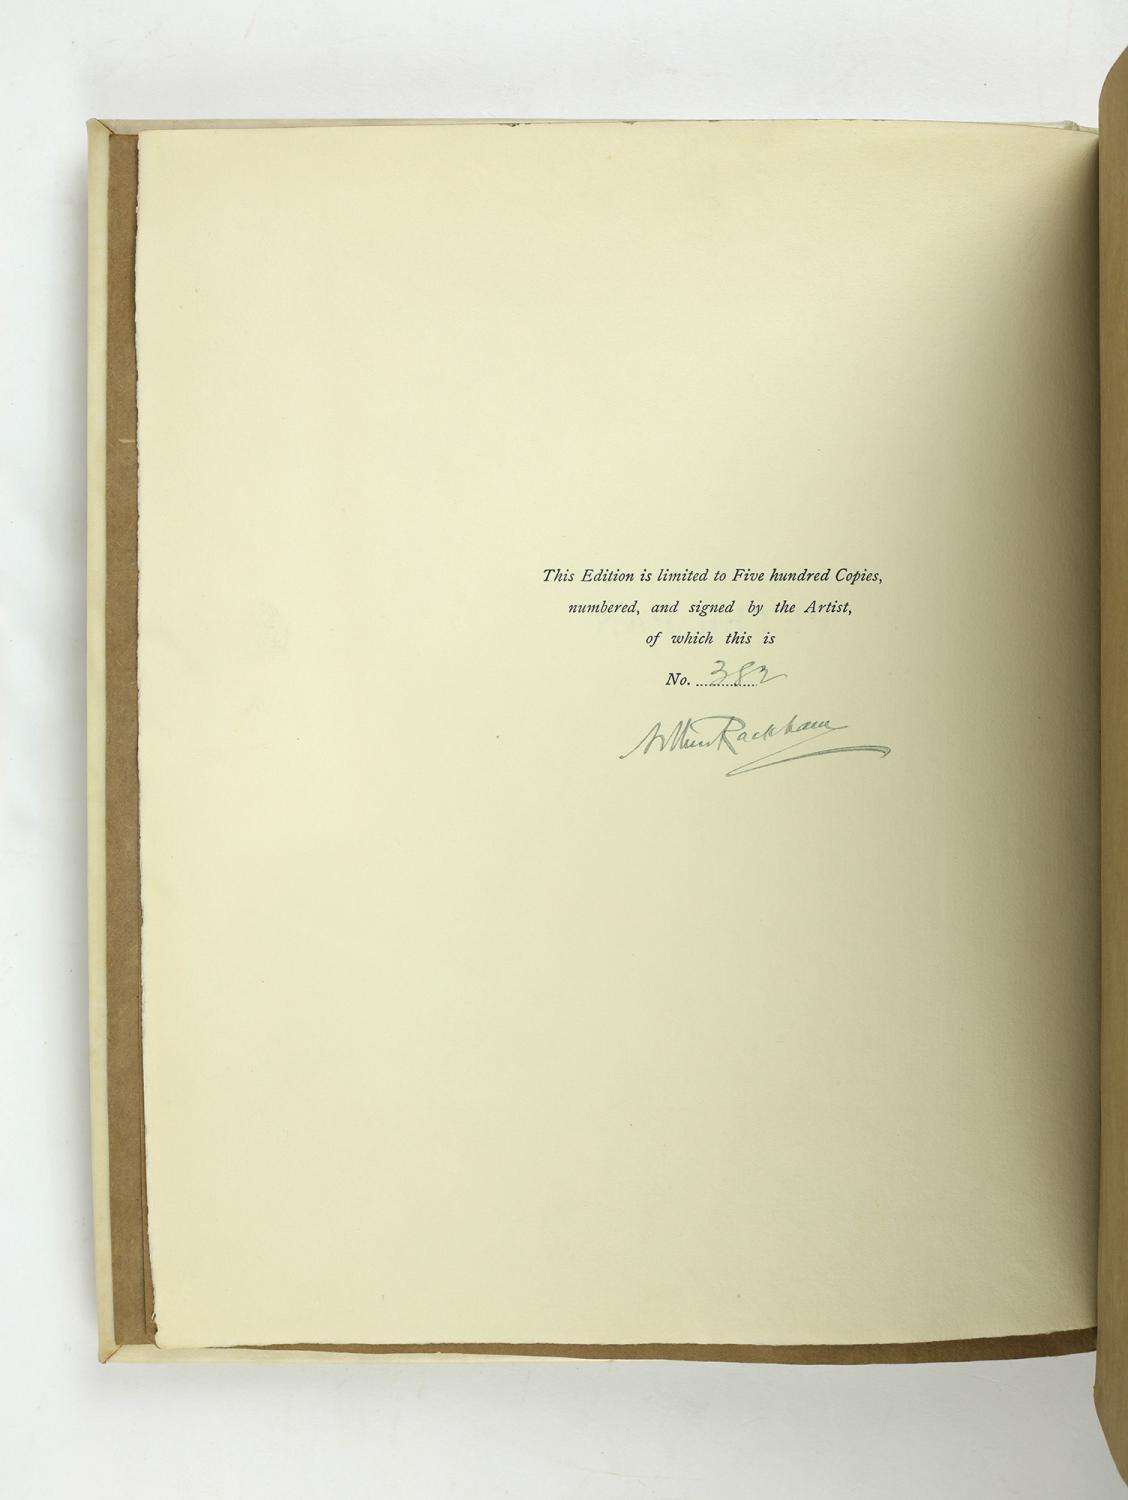 This Edition is limited to Five hundred Copies,
numbered, and signed by the Artist,
of which this is
No. 382
Arthur Rackham